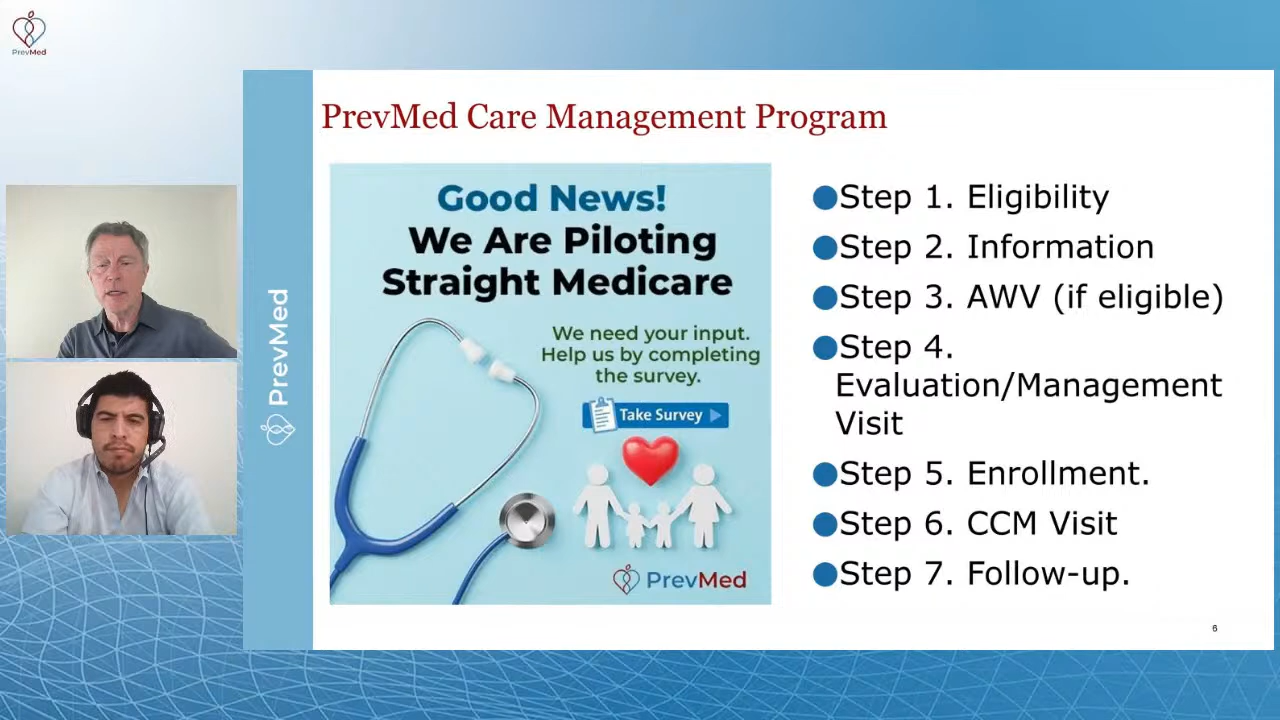 PrevMed
PrevMed Care Management Program
PrevMed
Good News!
We Are Piloting
Straight Medicare
We need your input.
Help us by completing
the survey.
Take Survey
PrevMed
Step 1. Eligibility
Step 2. Information
Step 3. AWV (if eligible)
Step 4.
Evaluation/Management
Visit
Step 5. Enrollment.
Step 6. CCM Visit
Step 7. Follow-up.
6